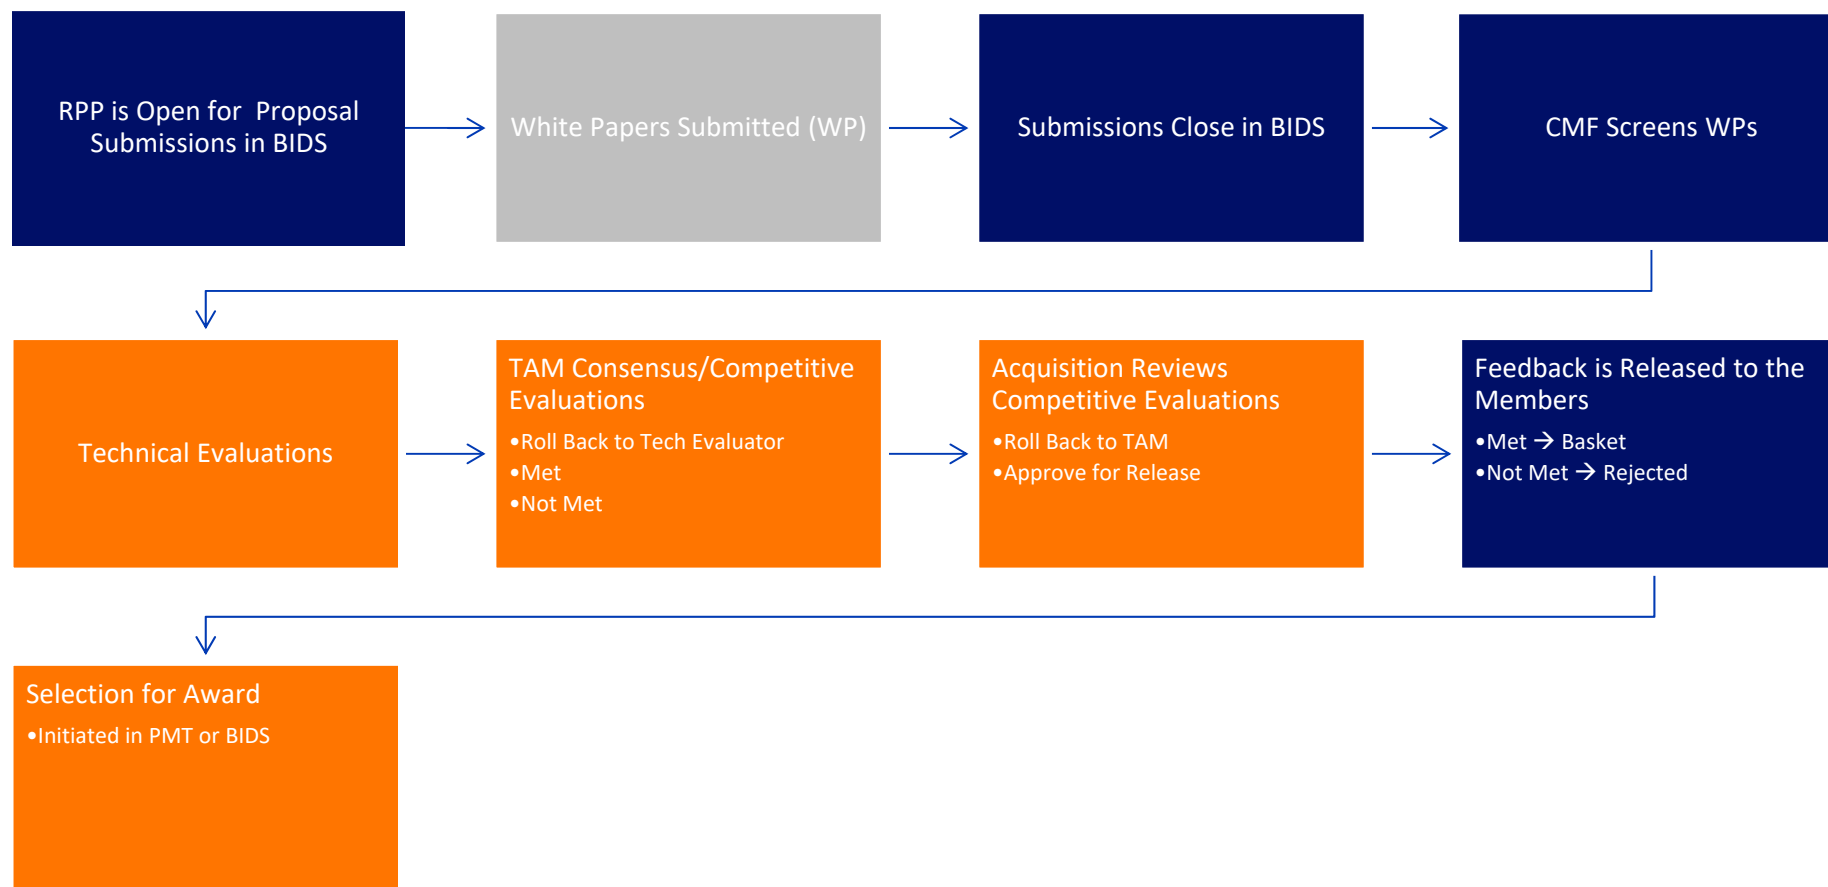 RPP is Open for Proposal
Submissions in BIDS
White Papers Submitted (WP)
Submissions Close in BIDS
CMF Screens WPs
Technical Evaluations
TAM Consensus/Competitive
Evaluations
•Roll Back to Tech Evaluator
•Met
•Not Met
Acquisition Reviews
Competitive Evaluations
•Roll Back to TAM
•Approve for Release
Feedback is Released to the
Members
•Met → Basket
•Not Met → Rejected
Selection for Award
•Initiated in PMT or BIDS